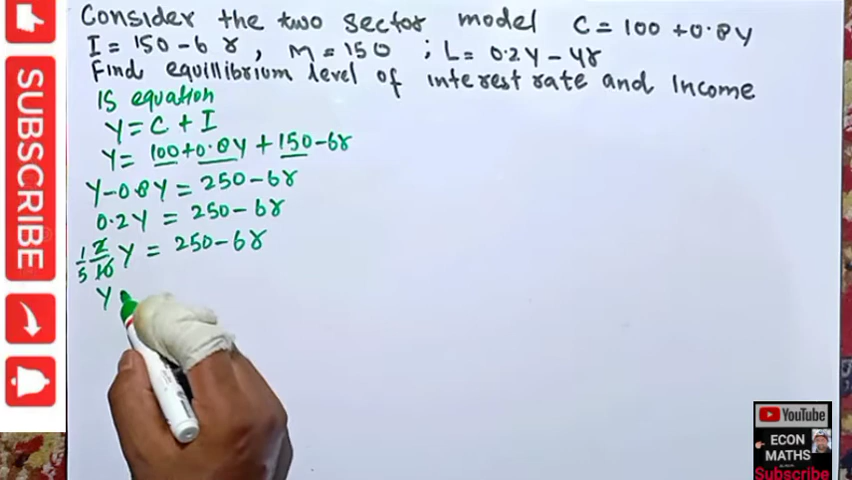 Consider the two sector model C = 100 + 0.8Y
I = 150 - 6r, M = 150 ; L = 0.2Y - 4r
Find equillibrium level of interest rate and Income
IS equation
Y = C + I
Y = 100 + 0.8Y + 150 - 6r
Y - 0.8Y = 250 - 6r
0.2Y = 250 - 6r
1/5 2/10 Y = 250 - 6r
Y
SUBSCRIBE
YouTube
ECON
MATHS
Subscribe